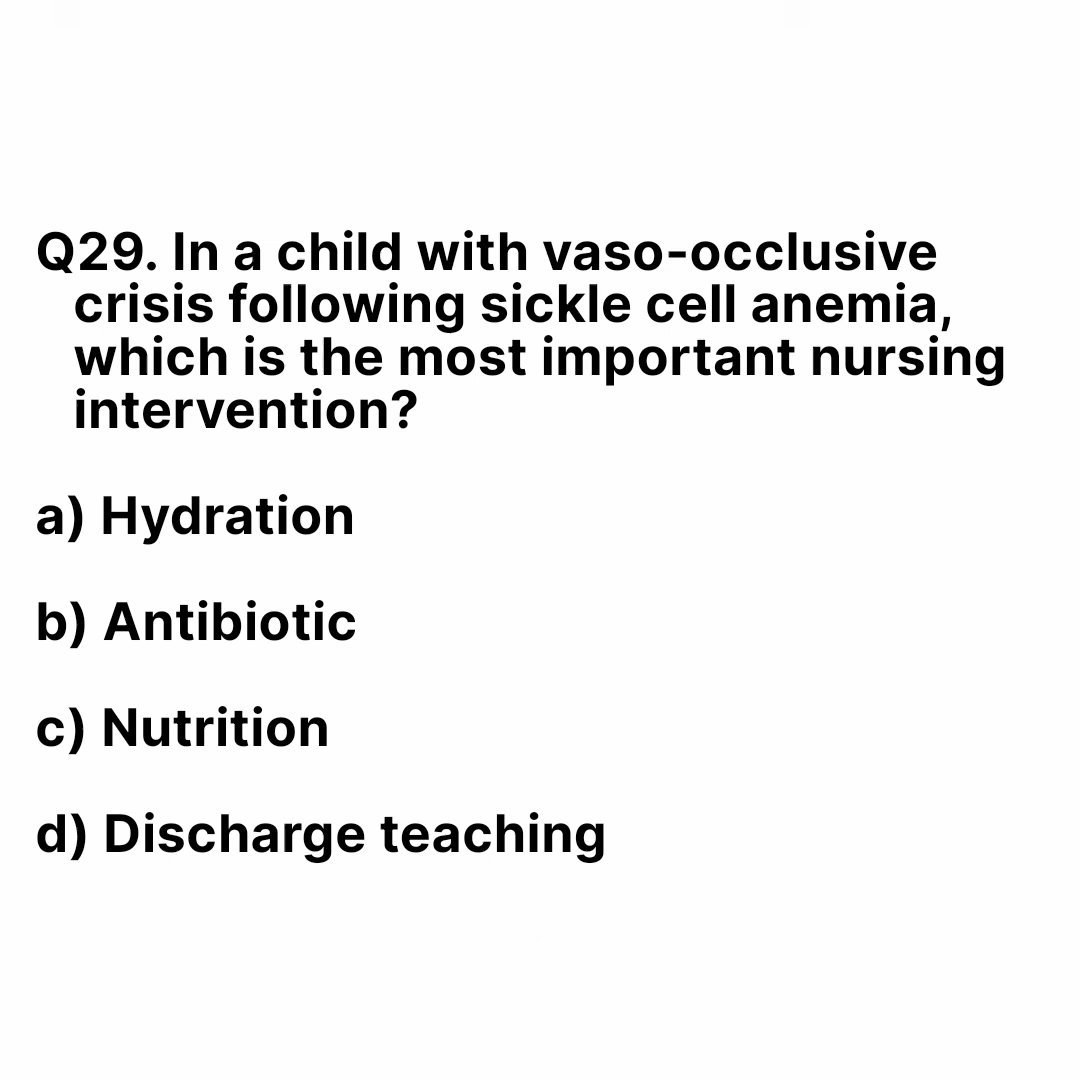 Q29. In a child with vaso-occlusive
crisis following sickle cell anemia,
which is the most important nursing
intervention?
a) Hydration
b) Antibiotic
c) Nutrition
d) Discharge teaching